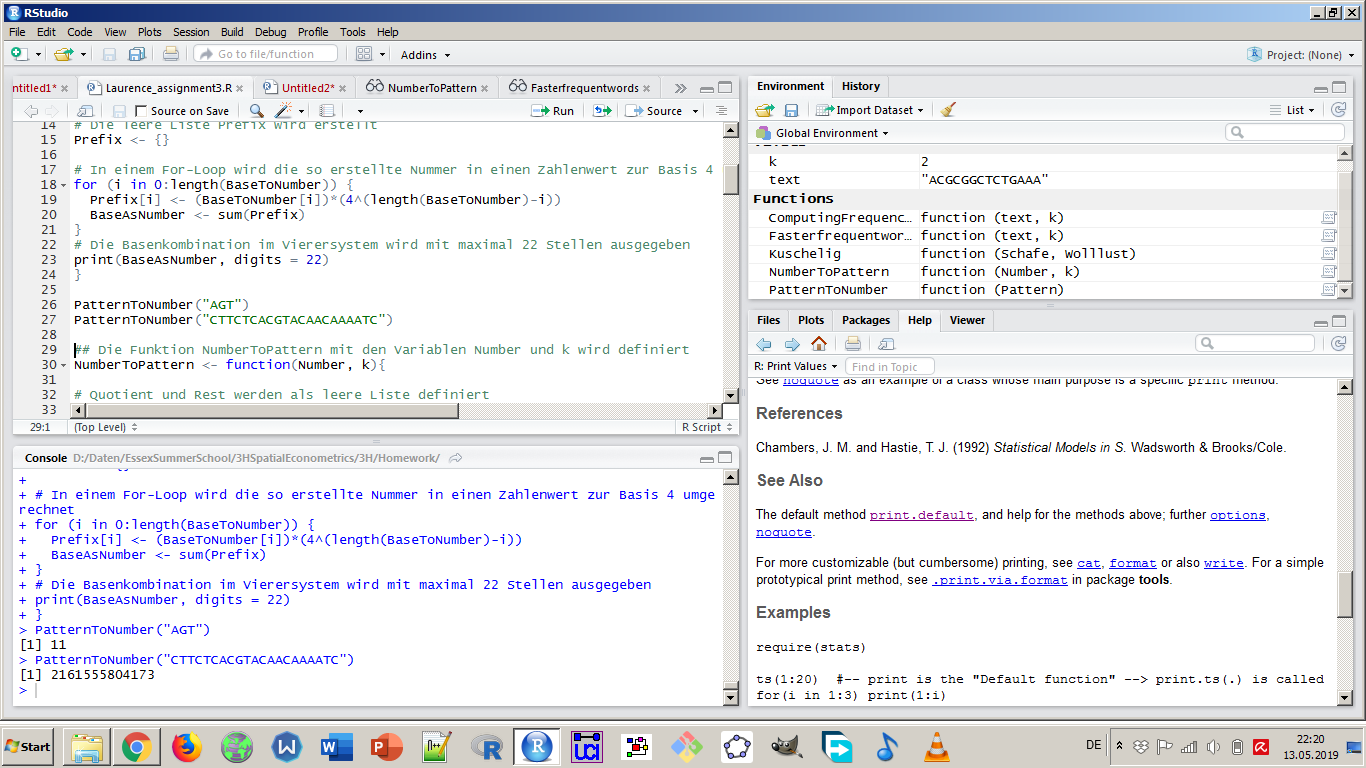 RStudio
File Edit Code View Plots Session Build Debug Profile Tools Help
Go to file/function Addins Project: (None)
ntitled1* Laurence_assignment3.R Untitled2* NumberToPattern Fasterfrequentwords
Source on Save Run Source
14 # Die leere Liste Prefix wird erstellt
15 Prefix <- {}
16
17 # In einem For-Loop wird die so erstellte Nummer in einen Zahlenwert zur Basis 4
18 for (i in 0:length(BaseToNumber)) {
19 Prefix[i] <- (BaseToNumber[i])*(4^(length(BaseToNumber)-i))
20 BaseAsNumber <- sum(Prefix)
21 }
22 # Die Basenkombination im Vierersystem wird mit maximal 22 Stellen ausgegeben
23 print(BaseAsNumber, digits = 22)
24 }
25
26 PatternToNumber("AGT")
27 PatternToNumber("CTTCTCACGTACAACAAAATC")
28
29 ## Die Funktion NumberToPattern mit den Variablen Number und k wird definiert
30 NumberToPattern <- function(Number, k){
31
32 # Quotient und Rest werden als leere Liste definiert
33
29:1 (Top Level) R Script
Console D:/Daten/EssexSummerSchool/3HSpatialEconometrics/3H/Homework/
+
+ # In einem For-Loop wird die so erstellte Nummer in einen Zahlenwert zur Basis 4 umge
rechnet
+ for (i in 0:length(BaseToNumber)) {
+ Prefix[i] <- (BaseToNumber[i])*(4^(length(BaseToNumber)-i))
+ BaseAsNumber <- sum(Prefix)
+ }
+ # Die Basenkombination im Vierersystem wird mit maximal 22 Stellen ausgegeben
+ print(BaseAsNumber, digits = 22)
+ }
> PatternToNumber("AGT")
[1] 11
> PatternToNumber("CTTCTCACGTACAACAAAATC")
[1] 2161555804173
>
Environment History
Import Dataset List
Global Environment
k 2
text "ACGCGGCTCTGAAA"
Functions
ComputingFrequenc… function (text, k)
Fasterfrequentwor… function (text, k)
Kuschelig function (Schafe, Wolllust)
NumberToPattern function (Number, k)
PatternToNumber function (Pattern)
Files Plots Packages Help Viewer
R: Print Values Find in Topic
See noquote as an example of a class whose main purpose is a specific print method.
References
Chambers, J. M. and Hastie, T. J. (1992) Statistical Models in S. Wadsworth & Brooks/Cole.
See Also
The default method print.default, and help for the methods above; further options,
noquote.
For more customizable (but cumbersome) printing, see cat, format or also write. For a simple
prototypical print method, see .print.via.format in package tools.
Examples
require(stats)
ts(1:20) #-- print is the "Default function" --> print.ts(.) is called
for(i in 1:3) print(1:i)
Start DE 22:20
13.05.2019